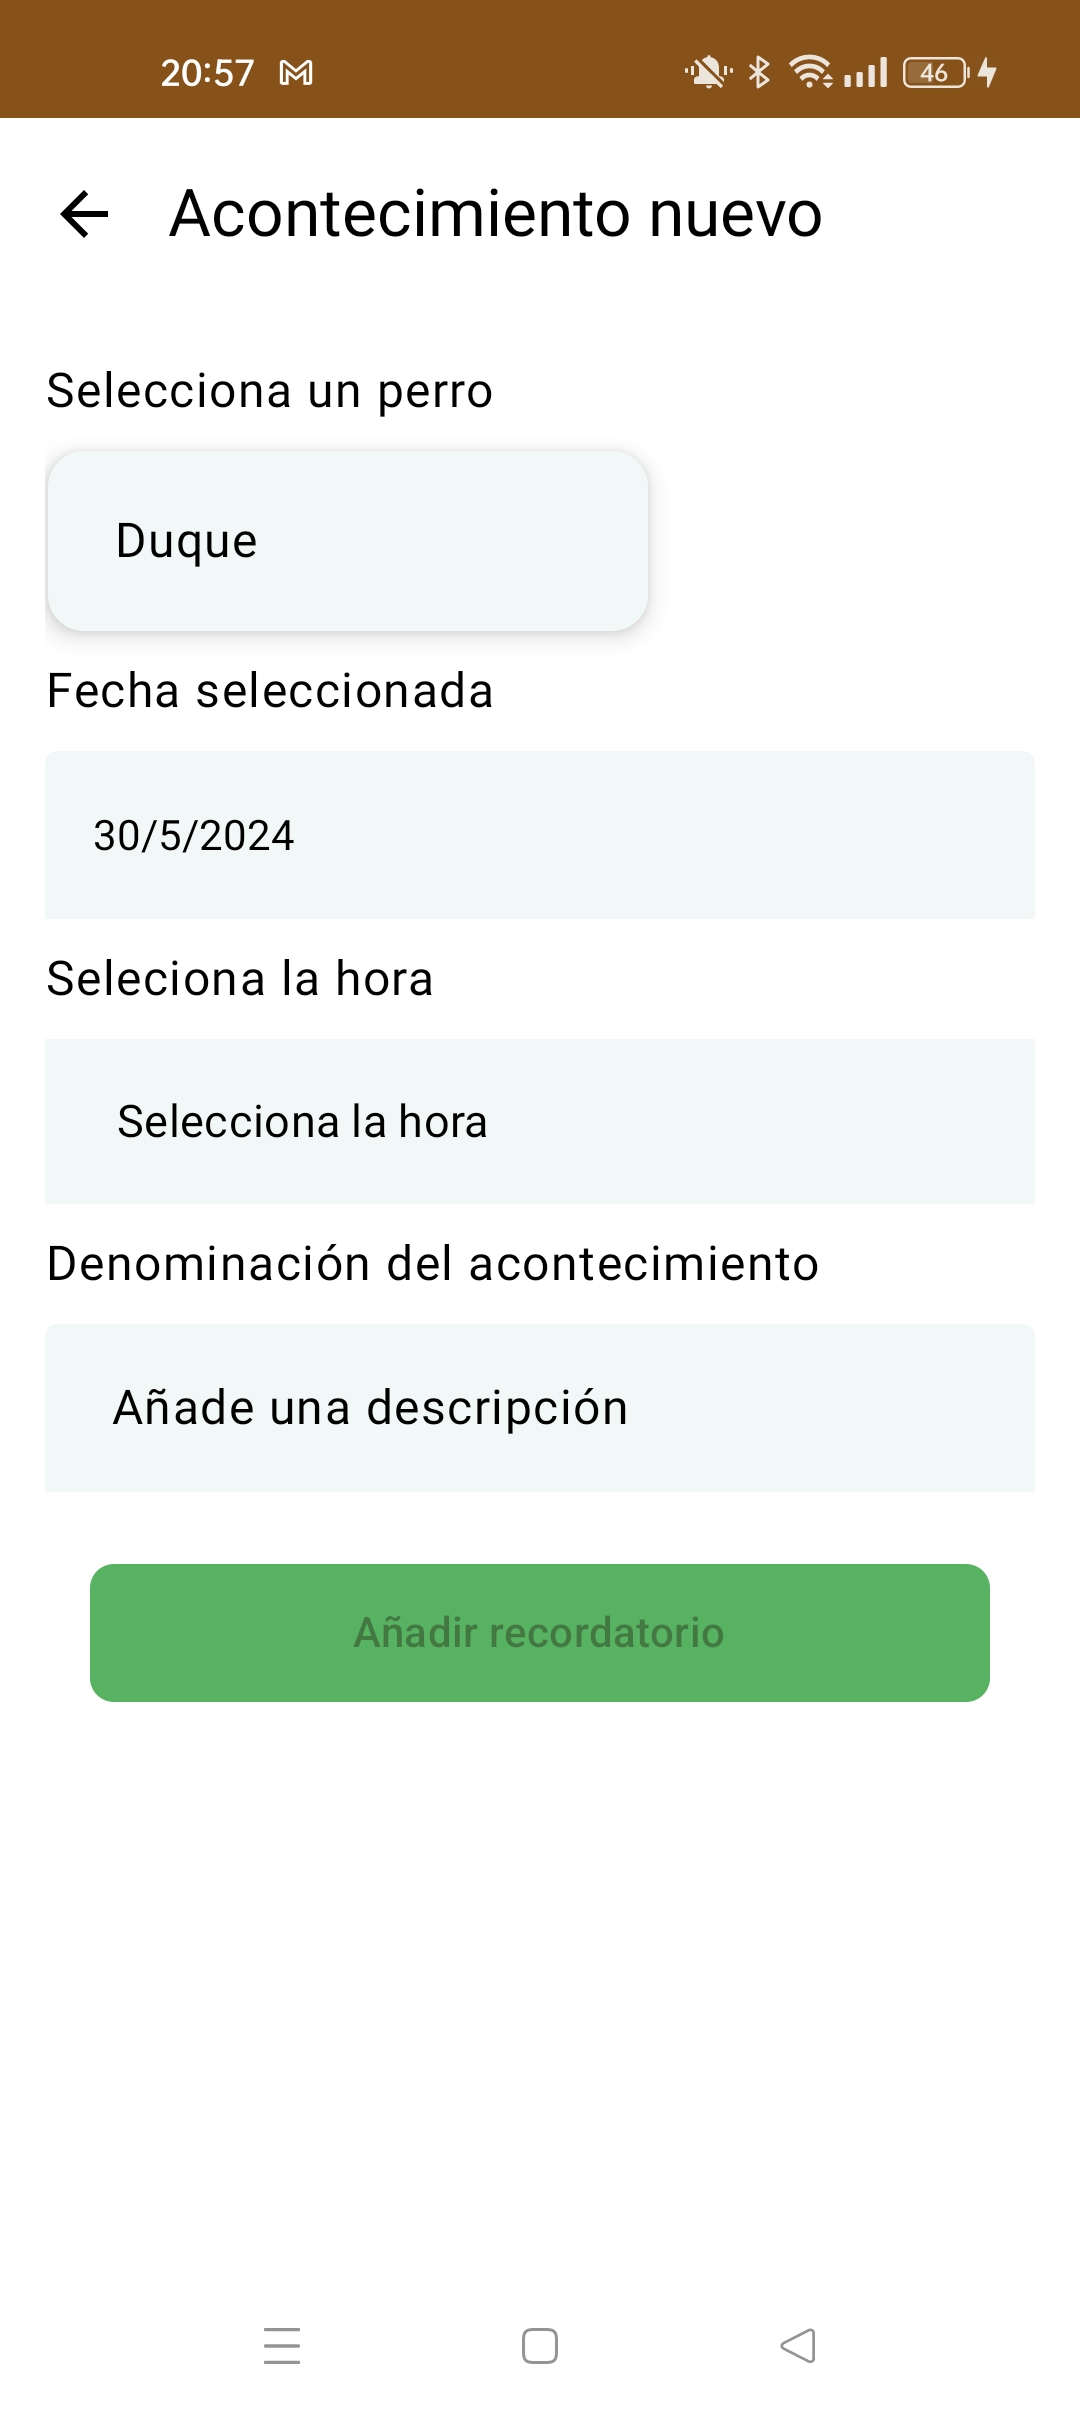 20:57
46
Acontecimiento nuevo
Selecciona un perro
Duque
Fecha seleccionada
30/5/2024
Seleciona la hora
Selecciona la hora
Denominación del acontecimiento
Añade una descripción
Añadir recordatorio